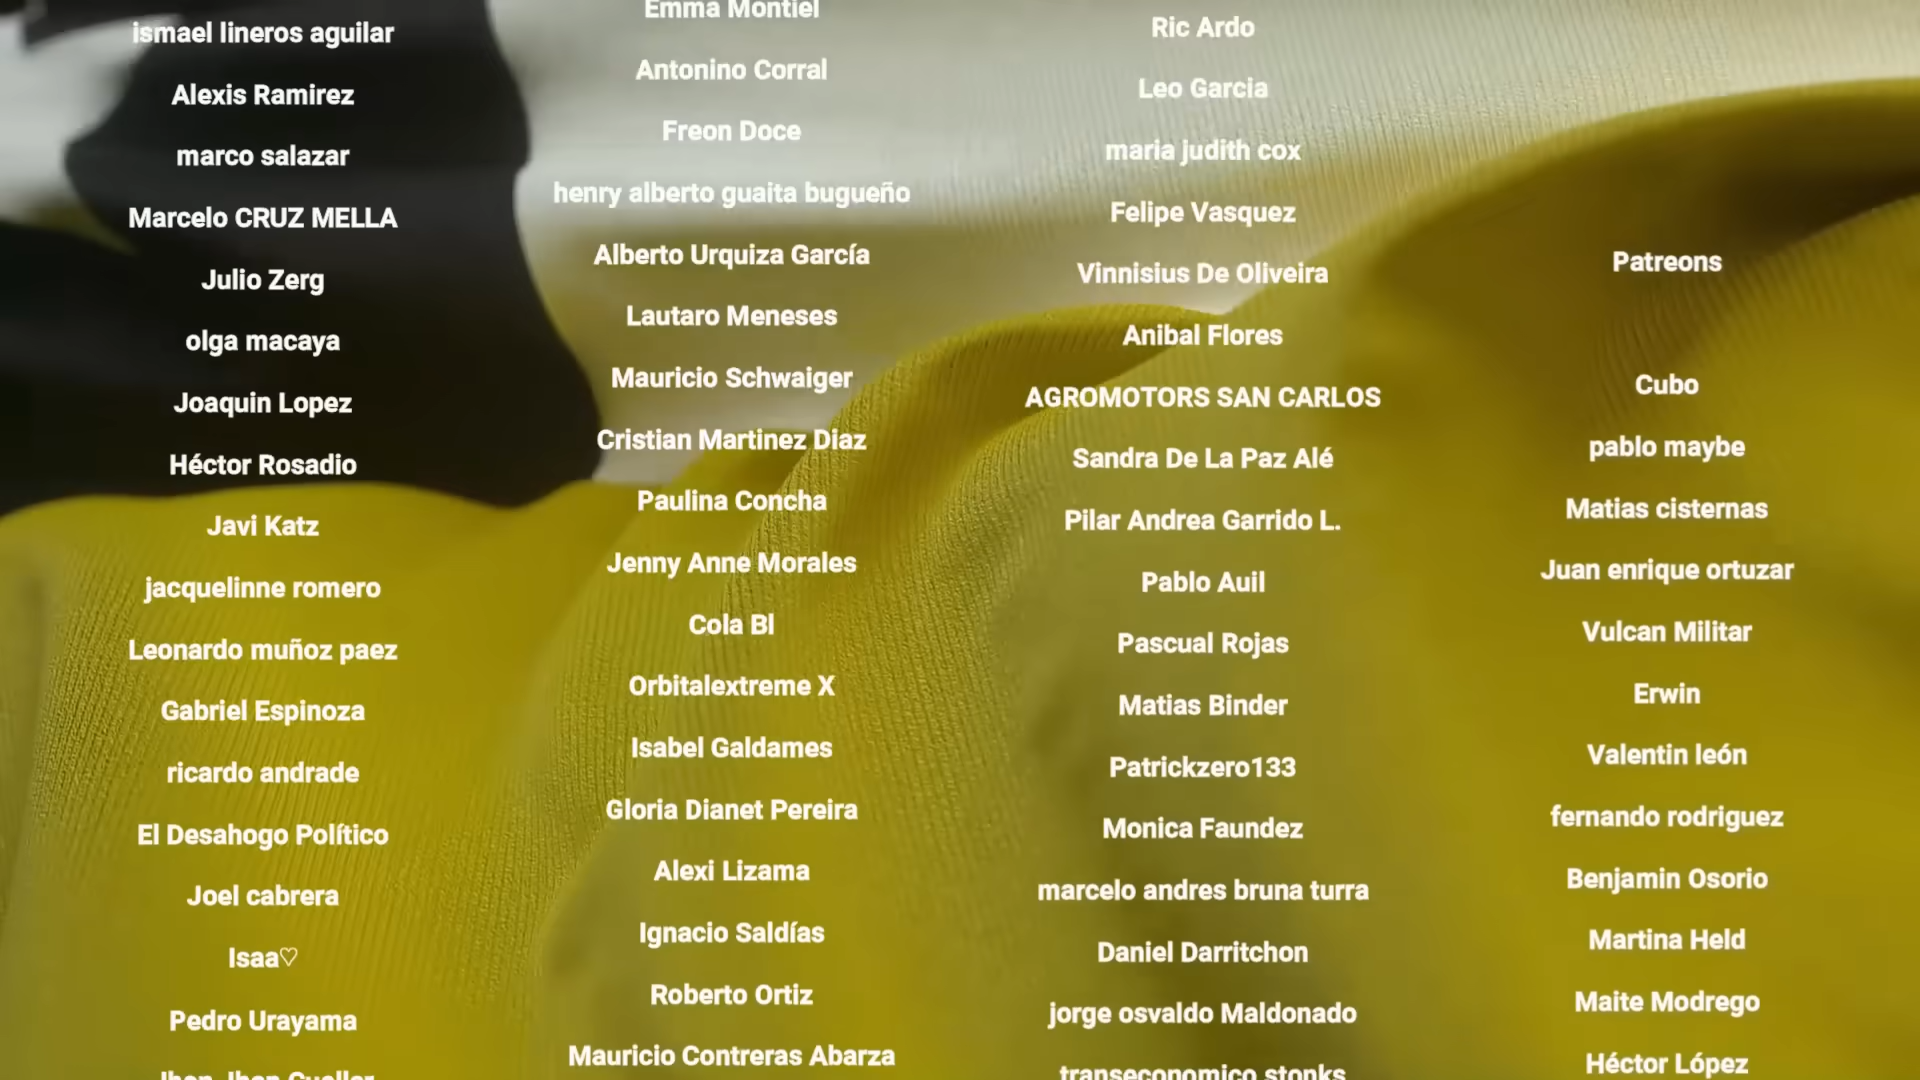 ismael lineros aguilar
Alexis Ramirez
marco salazar
Marcelo CRUZ MELLA
Julio Zerg
olga macaya
Joaquin Lopez
Héctor Rosadio
Javi Katz
jacquelinne romero
Leonardo muñoz paez
Gabriel Espinoza
ricardo andrade
El Desahogo Político
Joel cabrera
Isaa♡
Pedro Urayama
Emma Montiel
Antonino Corral
Freon Doce
henry alberto guaita bugueño
Alberto Urquiza García
Lautaro Meneses
Mauricio Schwaiger
Cristian Martinez Diaz
Paulina Concha
Jenny Anne Morales
Cola Bl
Orbitalextreme X
Isabel Galdames
Gloria Dianet Pereira
Alexi Lizama
Ignacio Saldías
Roberto Ortiz
Mauricio Contreras Abarza
Ric Ardo
Leo Garcia
maria judith cox
Felipe Vasquez
Vinnisius De Oliveira
Anibal Flores
AGROMOTORS SAN CARLOS
Sandra De La Paz Alé
Pilar Andrea Garrido L.
Pablo Auil
Pascual Rojas
Matias Binder
Patrickzero133
Monica Faundez
marcelo andres bruna turra
Daniel Darritchon
jorge osvaldo Maldonado
transeconomico stonks
Patreons
Cubo
pablo maybe
Matias cisternas
Juan enrique ortuzar
Vulcan Militar
Erwin
Valentin león
fernando rodriguez
Benjamin Osorio
Martina Held
Maite Modrego
Héctor López